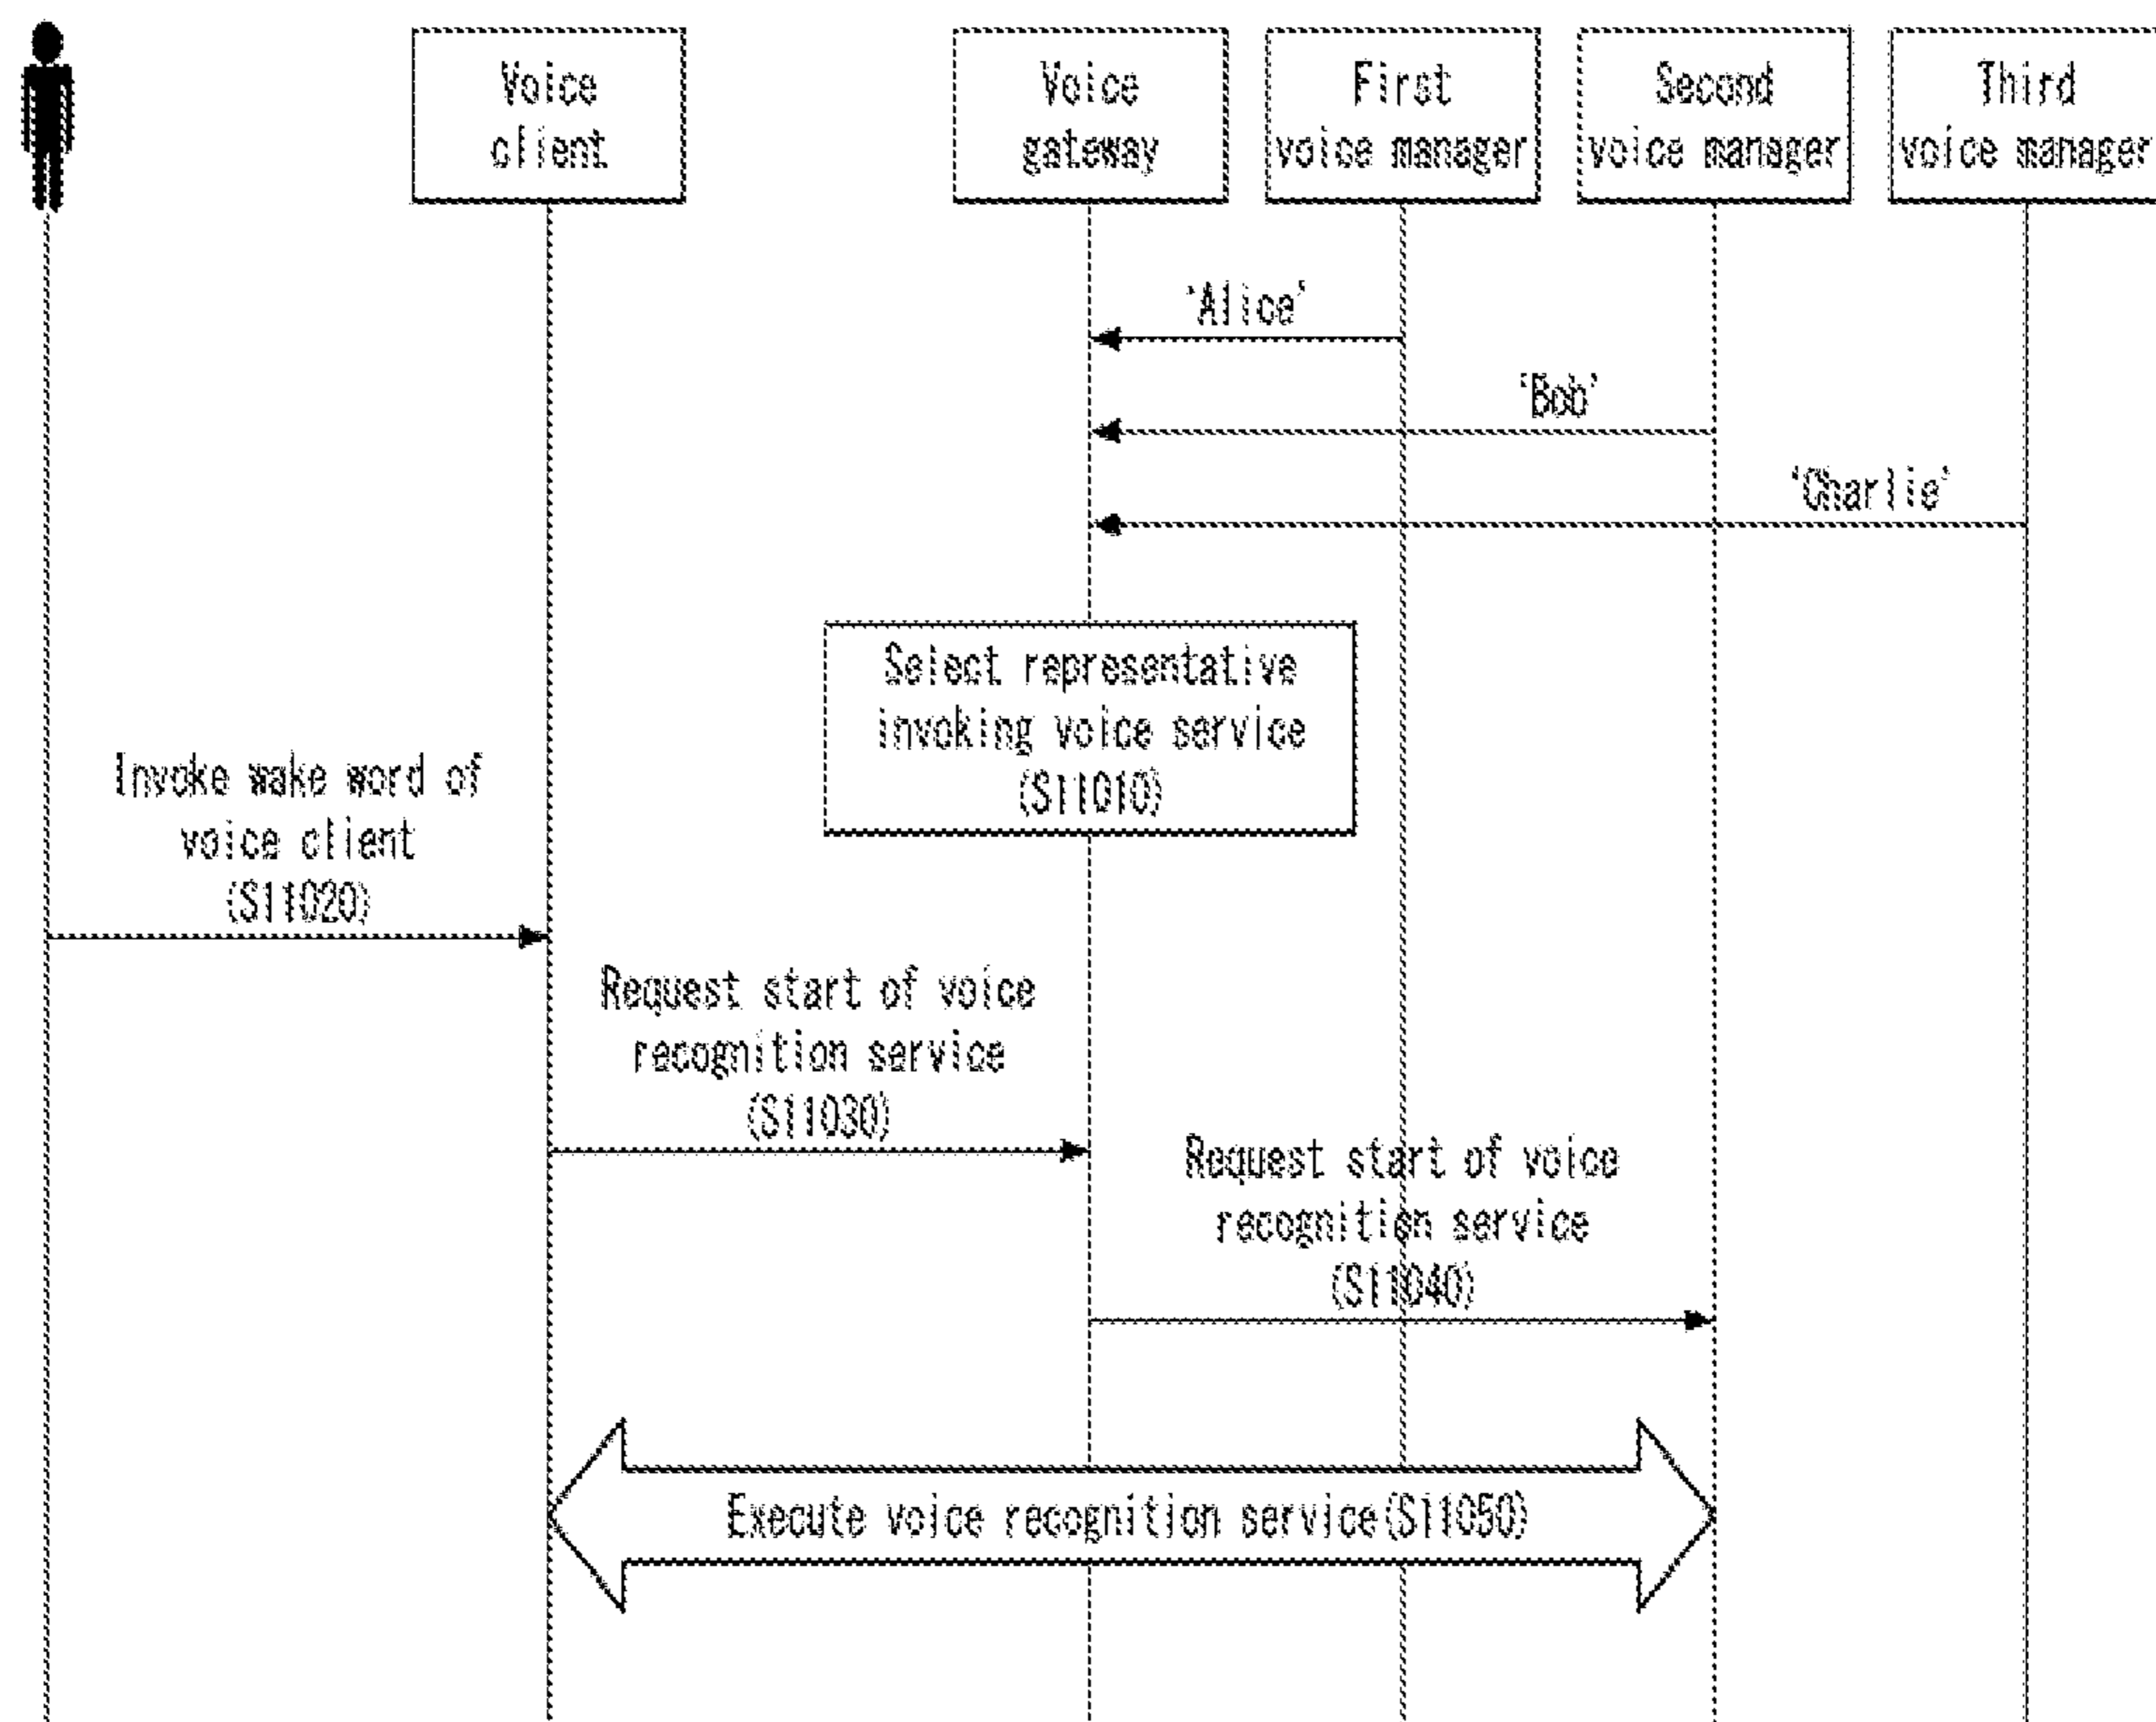 Voice
client
Voice
gateway
First
voice manager
Second
voice manager
Third
voice manager
'Alice'
'Bob'
'Charlie'
Select representative
invoking voice service
(S11010)
Invoke wake word of
voice client
(S11020)
Request start of voice
recognition service
(S11030)
Request start of voice
recognition service
(S11040)
Execute voice recognition service(S11050)